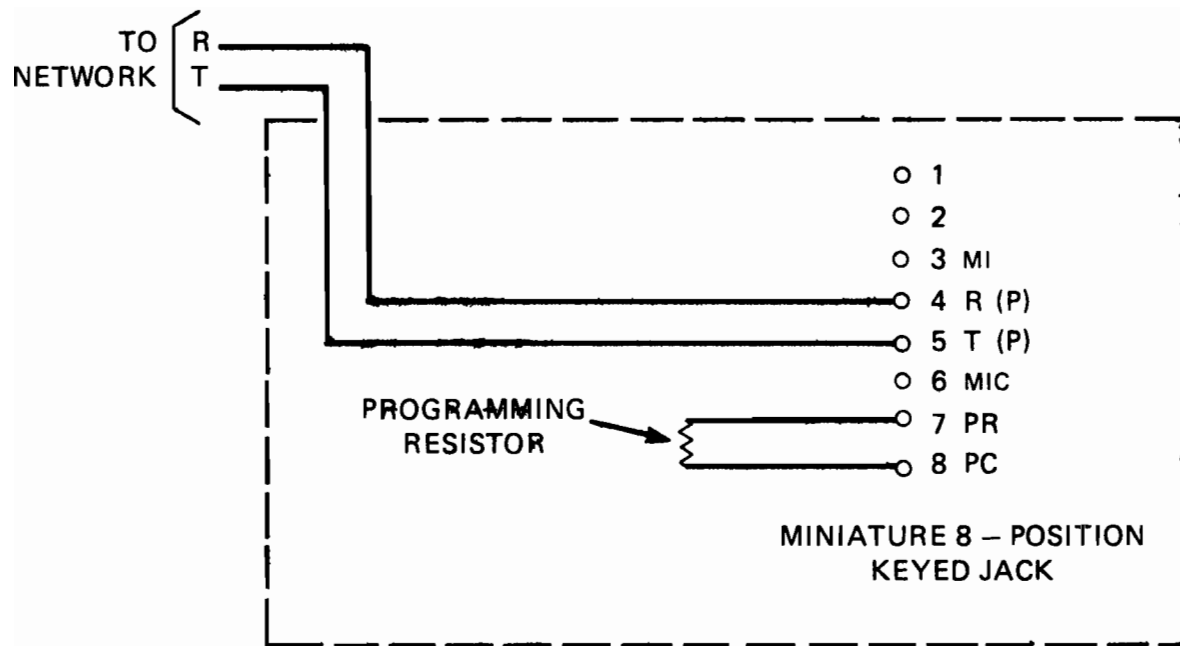 TO
NETWORK
R
T
1
2
3 MI
4 R (P)
5 T (P)
6 MIC
7 PR
8 PC
PROGRAMMING
RESISTOR
MINIATURE 8 – POSITION
KEYED JACK